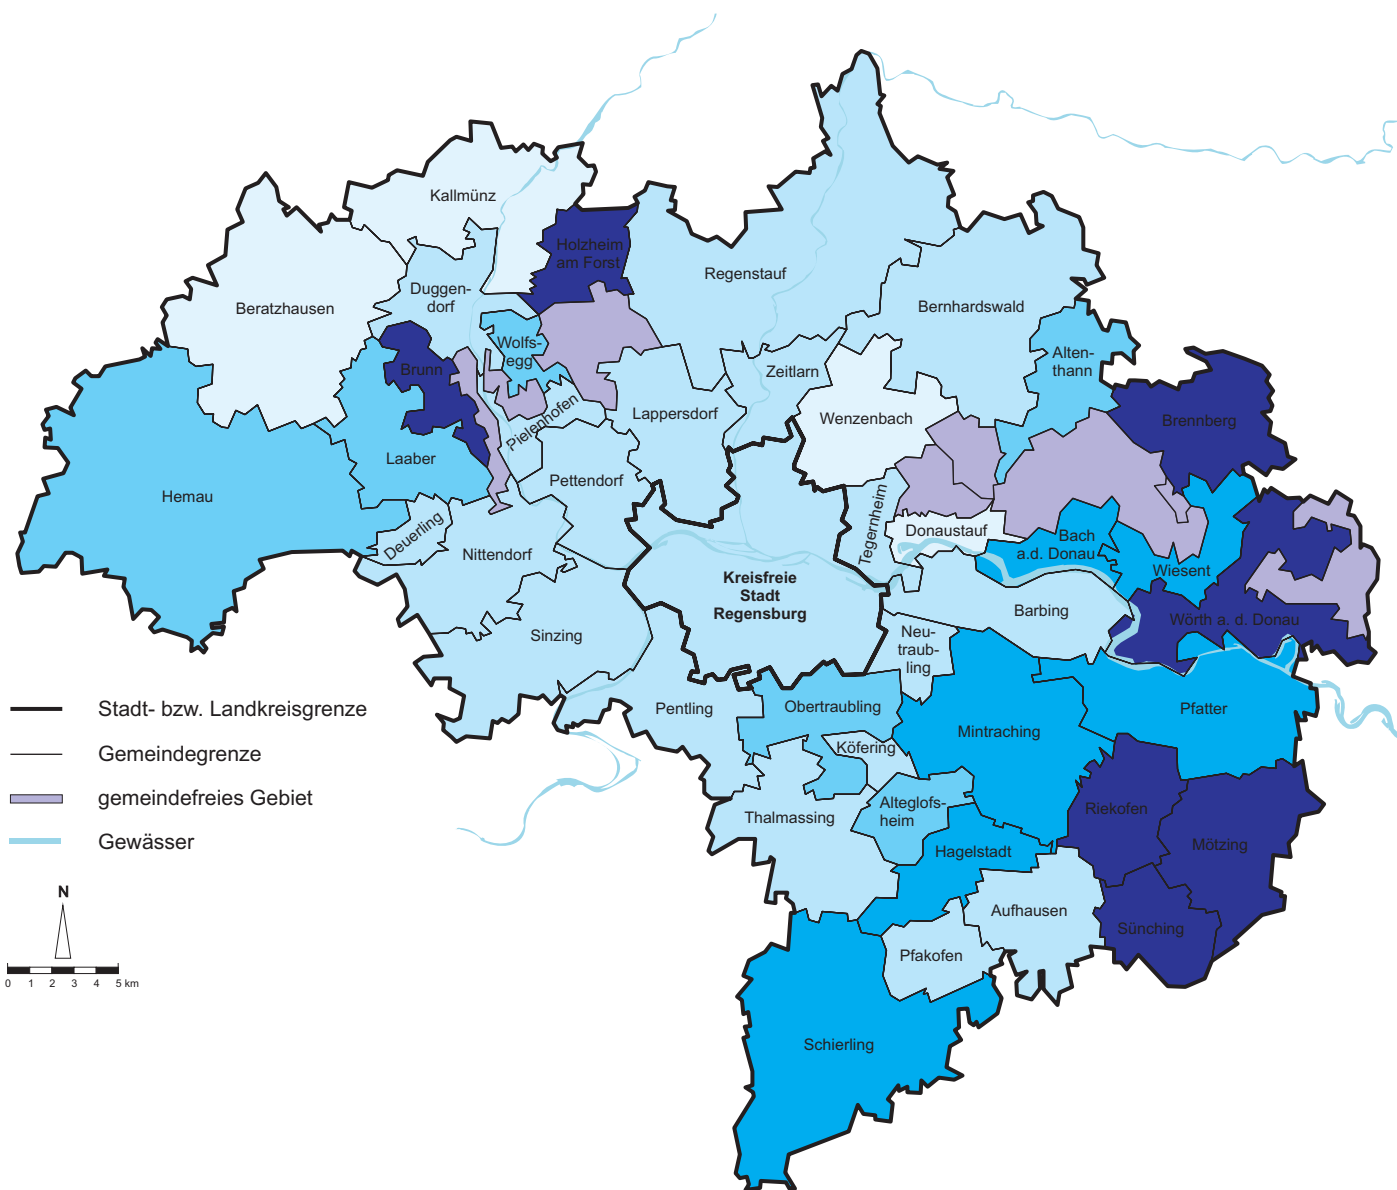 Kallmünz
Holzheim
am Forst
Regenstauf
Duggen-
dorf
Beratzhausen
Bernhardswald
Wolfs-
egg
Alten-
thann
Brunn
Zeitlarn
Pielenhofen
Lappersdorf
Wenzenbach
Brennberg
Laaber
Pettendorf
Hemau
Deuerling
Nittendorf
Tegernheim
Donaustauf
Bach
a.d. Donau
Wiesent
Kreisfreie
Stadt
Regensburg
Barbing
Wörth a. d. Donau
Sinzing
Neu-
traub-
ling
Pentling
Obertraubling
Pfatter
Mintraching
Köfering
Stadt- bzw. Landkreisgrenze
Gemeindegrenze
gemeindefreies Gebiet
Gewässer
Thalmassing
Alteglofs-
heim
Riekofen
Mötzing
Hagelstadt
Aufhausen
Sünching
Pfakofen
Schierling
N
0 1 2 3 4 5 km